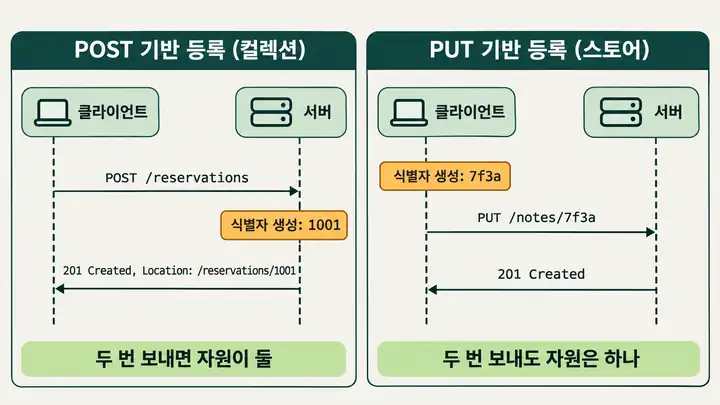 POST 기반 등록 (컬렉션)
클라이언트
서버
POST /reservations
식별자 생성: 1001
201 Created, Location: /reservations/1001
두 번 보내면 자원이 둘
PUT 기반 등록 (스토어)
클라이언트
서버
식별자 생성: 7f3a
PUT /notes/7f3a
201 Created
두 번 보내도 자원은 하나